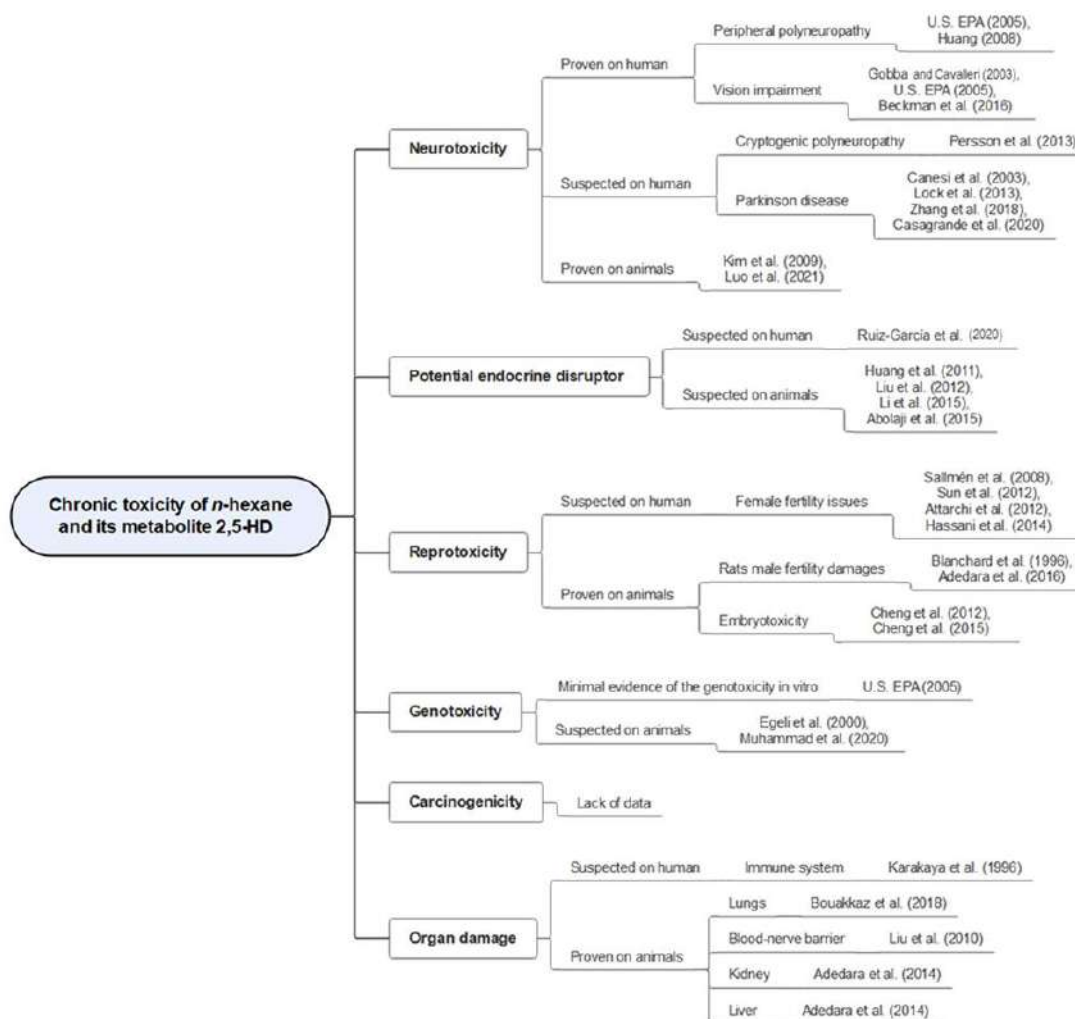 Chronic toxicity of n-hexane
and its metabolite 2,5-HD
Neurotoxicity
Proven on human
Peripheral polyneuropathy
U.S. EPA (2005),
Huang (2008)
Vision impairment
Gobba and Cavalleri (2003),
U.S. EPA (2005),
Beckman et al. (2016)
Suspected on human
Cryptogenic polyneuropathy
Persson et al. (2013)
Parkinson disease
Canesi et al. (2003),
Lock et al. (2013),
Zhang et al. (2018),
Casagrande et al. (2020)
Proven on animals
Kim et al. (2009),
Luo et al. (2021)
Potential endocrine disruptor
Suspected on human
Ruiz-García et al. (2020)
Suspected on animals
Huang et al. (2011),
Liu et al. (2012),
Li et al. (2015),
Abolaji et al. (2015)
Reprotoxicity
Suspected on human
Female fertility issues
Sallmén et al. (2008),
Sun et al. (2012),
Attarchi et al. (2012),
Hassani et al. (2014)
Proven on animals
Rats male fertility damages
Blanchard et al. (1996),
Adedara et al. (2016)
Embryotoxicity
Cheng et al. (2012),
Cheng et al. (2015)
Genotoxicity
Minimal evidence of the genotoxicity in vitro
U.S. EPA (2005)
Suspected on animals
Egeli et al. (2000),
Muhammad et al. (2020)
Carcinogenicity
Lack of data
Organ damage
Suspected on human
Immune system
Karakaya et al. (1996)
Proven on animals
Lungs
Bouakkaz et al. (2018)
Blood-nerve barrier
Liu et al. (2010)
Kidney
Adedara et al. (2014)
Liver
Adedara et al. (2014)